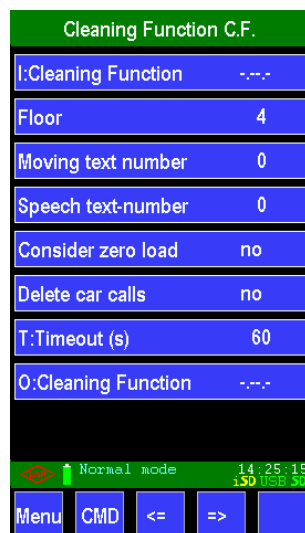 Cleaning Function C.F.
I:Cleaning Function -.--.-
Floor 4
Moving text number 0
Speech text-number 0
Consider zero load no
Delete car calls no
T:Timeout (s) 60
O:Cleaning Function -.--.-
Normal mode 14:25:15
iSD USB SD
Menu CMD <= =>